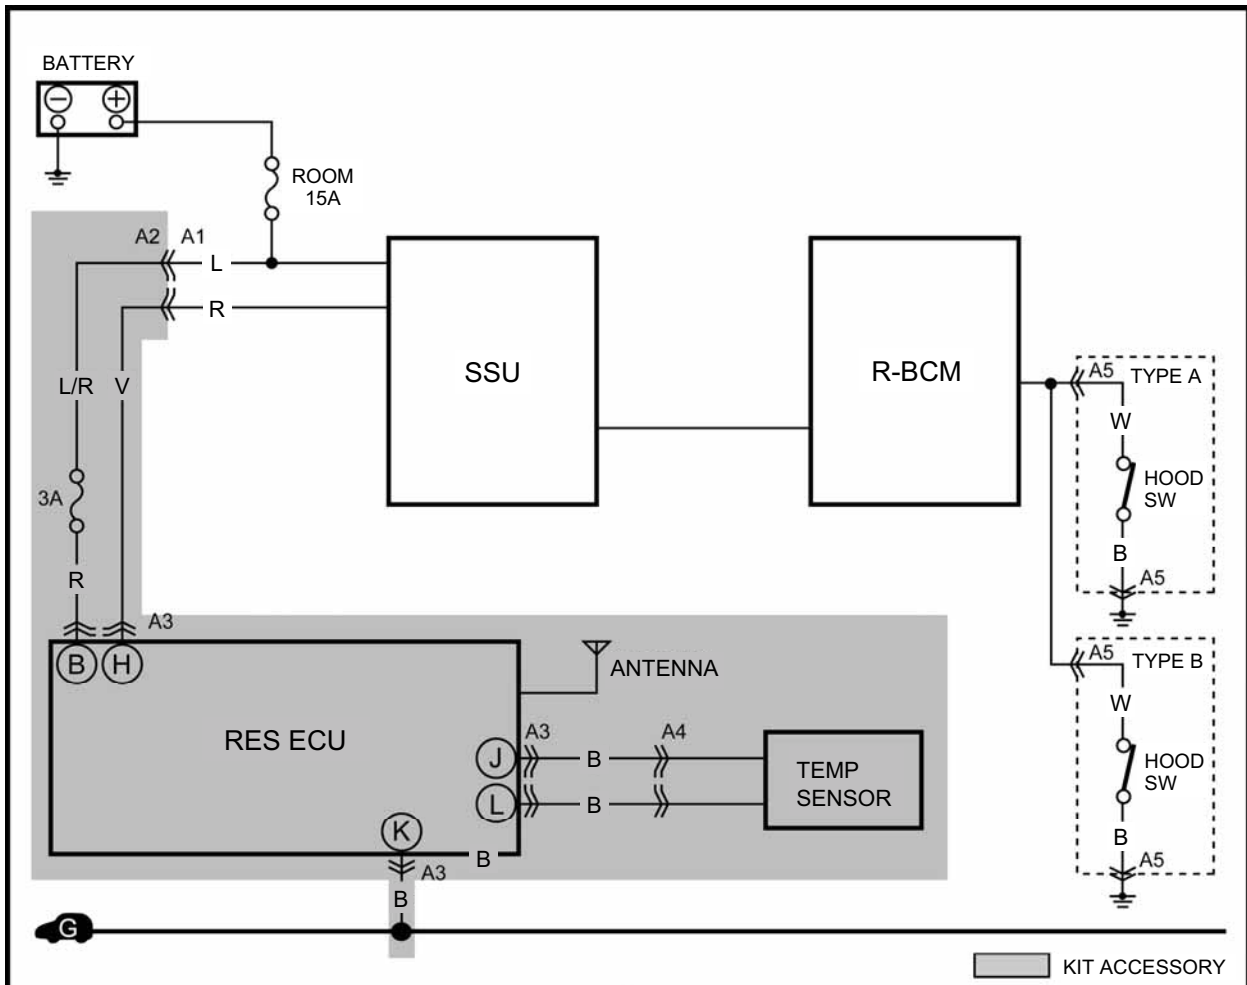 BATTERY
− +
ROOM
15A
A2 A1
L
R
SSU
R-BCM
L/R V
3A
R
A3
B H
RES ECU
ANTENNA
J
A3
B
A4
L
B
TEMP
SENSOR
K
B
A3
B
A5
TYPE A
W
HOOD
SW
B
A5
A5
TYPE B
W
HOOD
SW
B
A5
G
KIT ACCESSORY